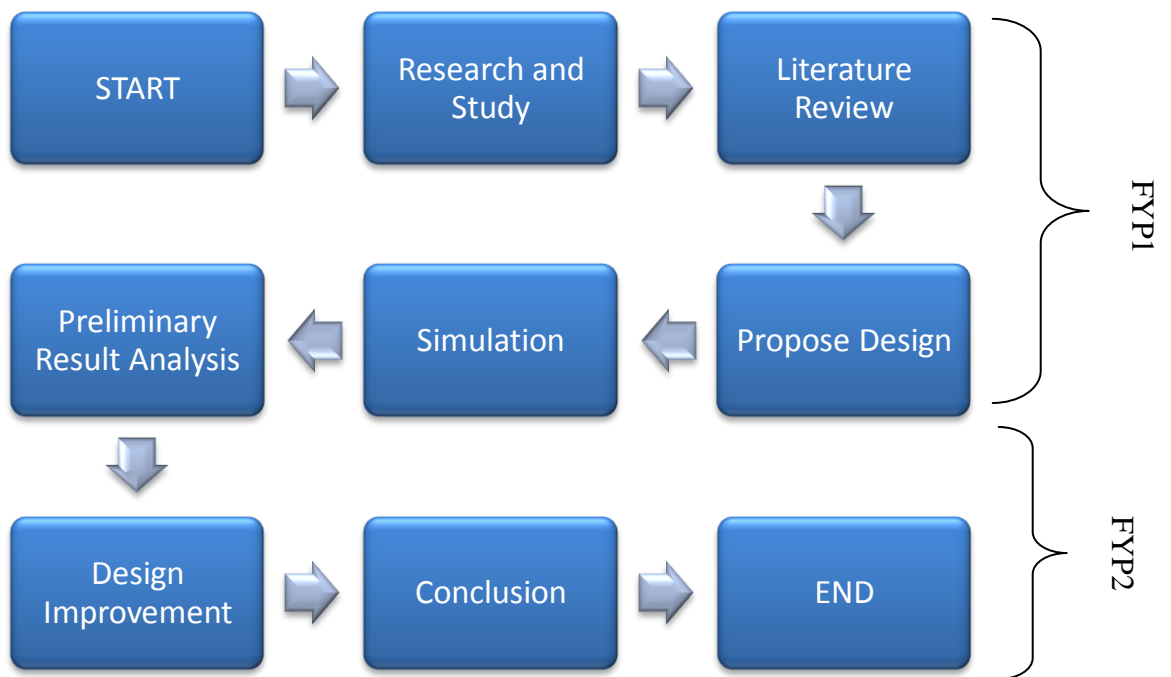 START
Research and
Study
Literature
Review
FYP1
Preliminary
Result Analysis
Simulation
Propose Design
Design
Improvement
Conclusion
END
FYP2